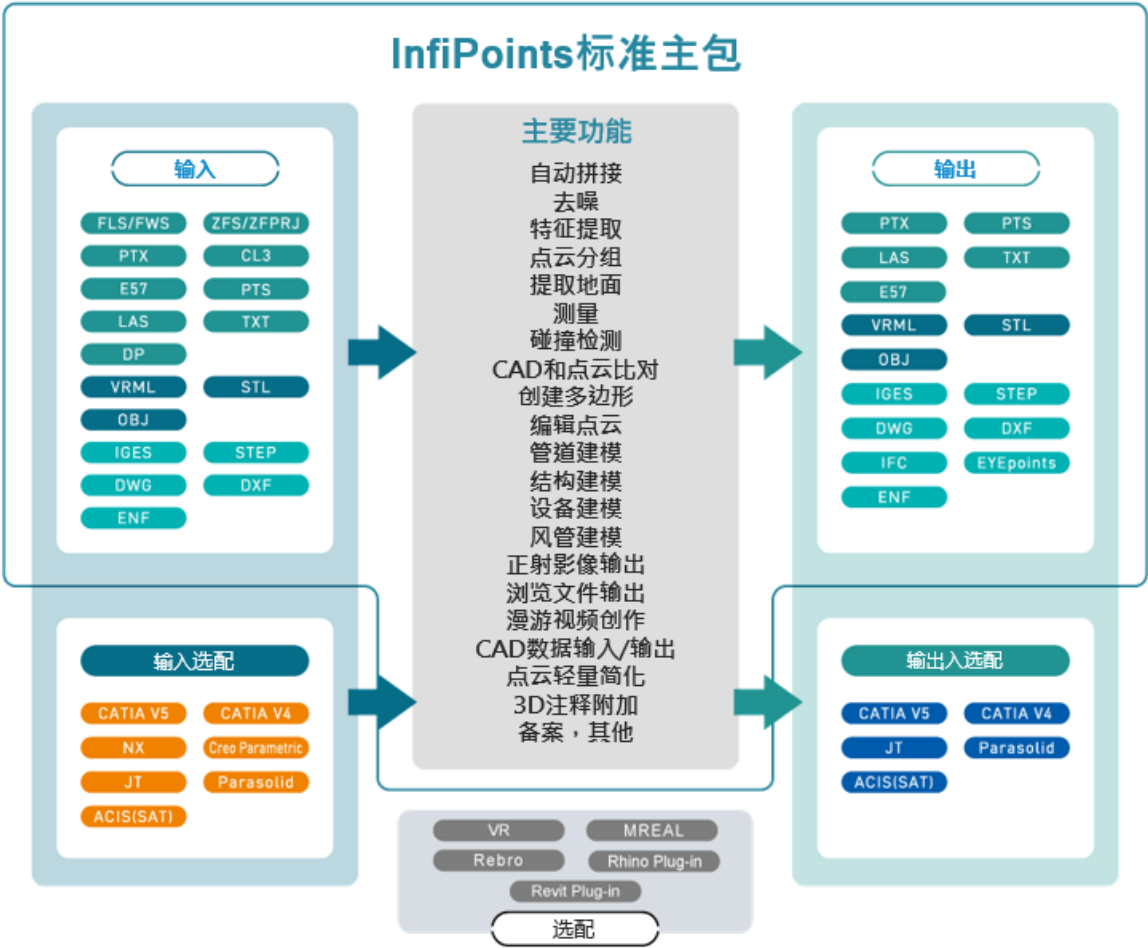 InfiPoints标准主包
输入
FLS/FWS ZFS/ZFPRJ
PTX CL3
E57 PTS
LAS TXT
DP
VRML STL
OBJ
IGES STEP
DWG DXF
ENF
主要功能
自动拼接
去噪
特征提取
点云分组
提取地面
测量
碰撞检测
CAD和点云比对
创建多边形
编辑点云
管道建模
结构建模
设备建模
风管建模
正射影像输出
浏览文件输出
漫游视频创作
CAD数据输入/输出
点云轻量简化
3D注释附加
备案，其他
输出
PTX PTS
LAS TXT
E57
VRML STL
OBJ
IGES STEP
DWG DXF
IFC EYEpoints
ENF
输入选配
CATIA V5 CATIA V4
NX Creo Parametric
JT Parasolid
ACIS(SAT)
输出入选配
CATIA V5 CATIA V4
JT Parasolid
ACIS(SAT)
VR MREAL
Rebro Rhino Plug-in
Revit Plug-in
选配